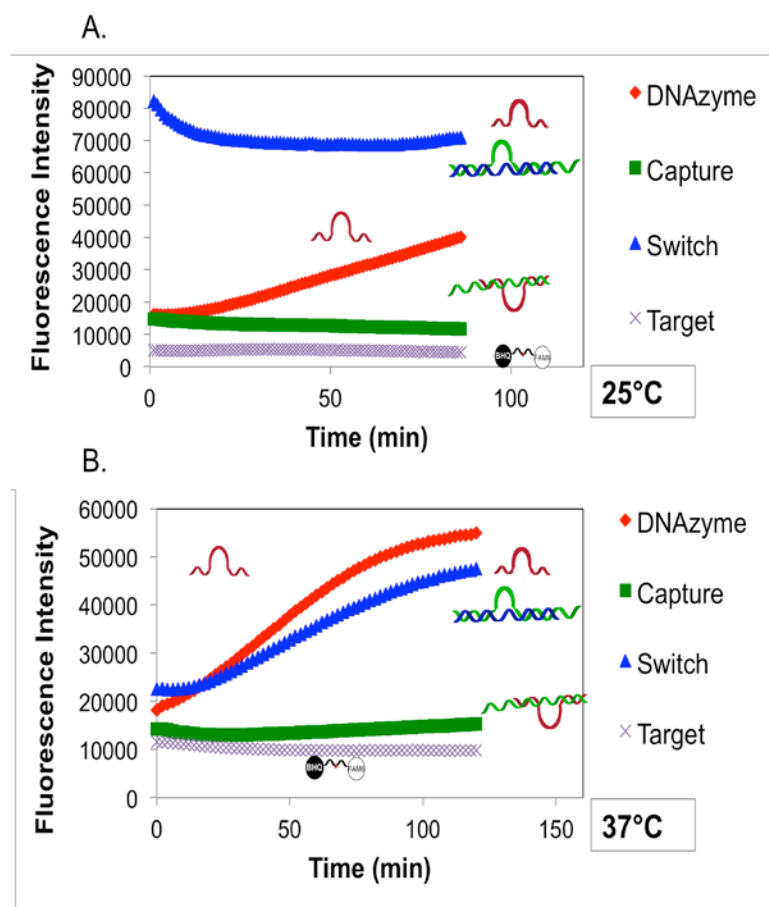 A.
Fluorescence Intensity
90000
80000
70000
60000
50000
40000
30000
20000
10000
0
0
50
100
Time (min)
DNAzyme
Capture
Switch
Target
BHQ
FAM6
25°C
B.
Fluorescence Intensity
60000
50000
40000
30000
20000
10000
0
0
50
100
150
Time (min)
DNAzyme
Capture
Switch
Target
BHQ
FAM6
37°C